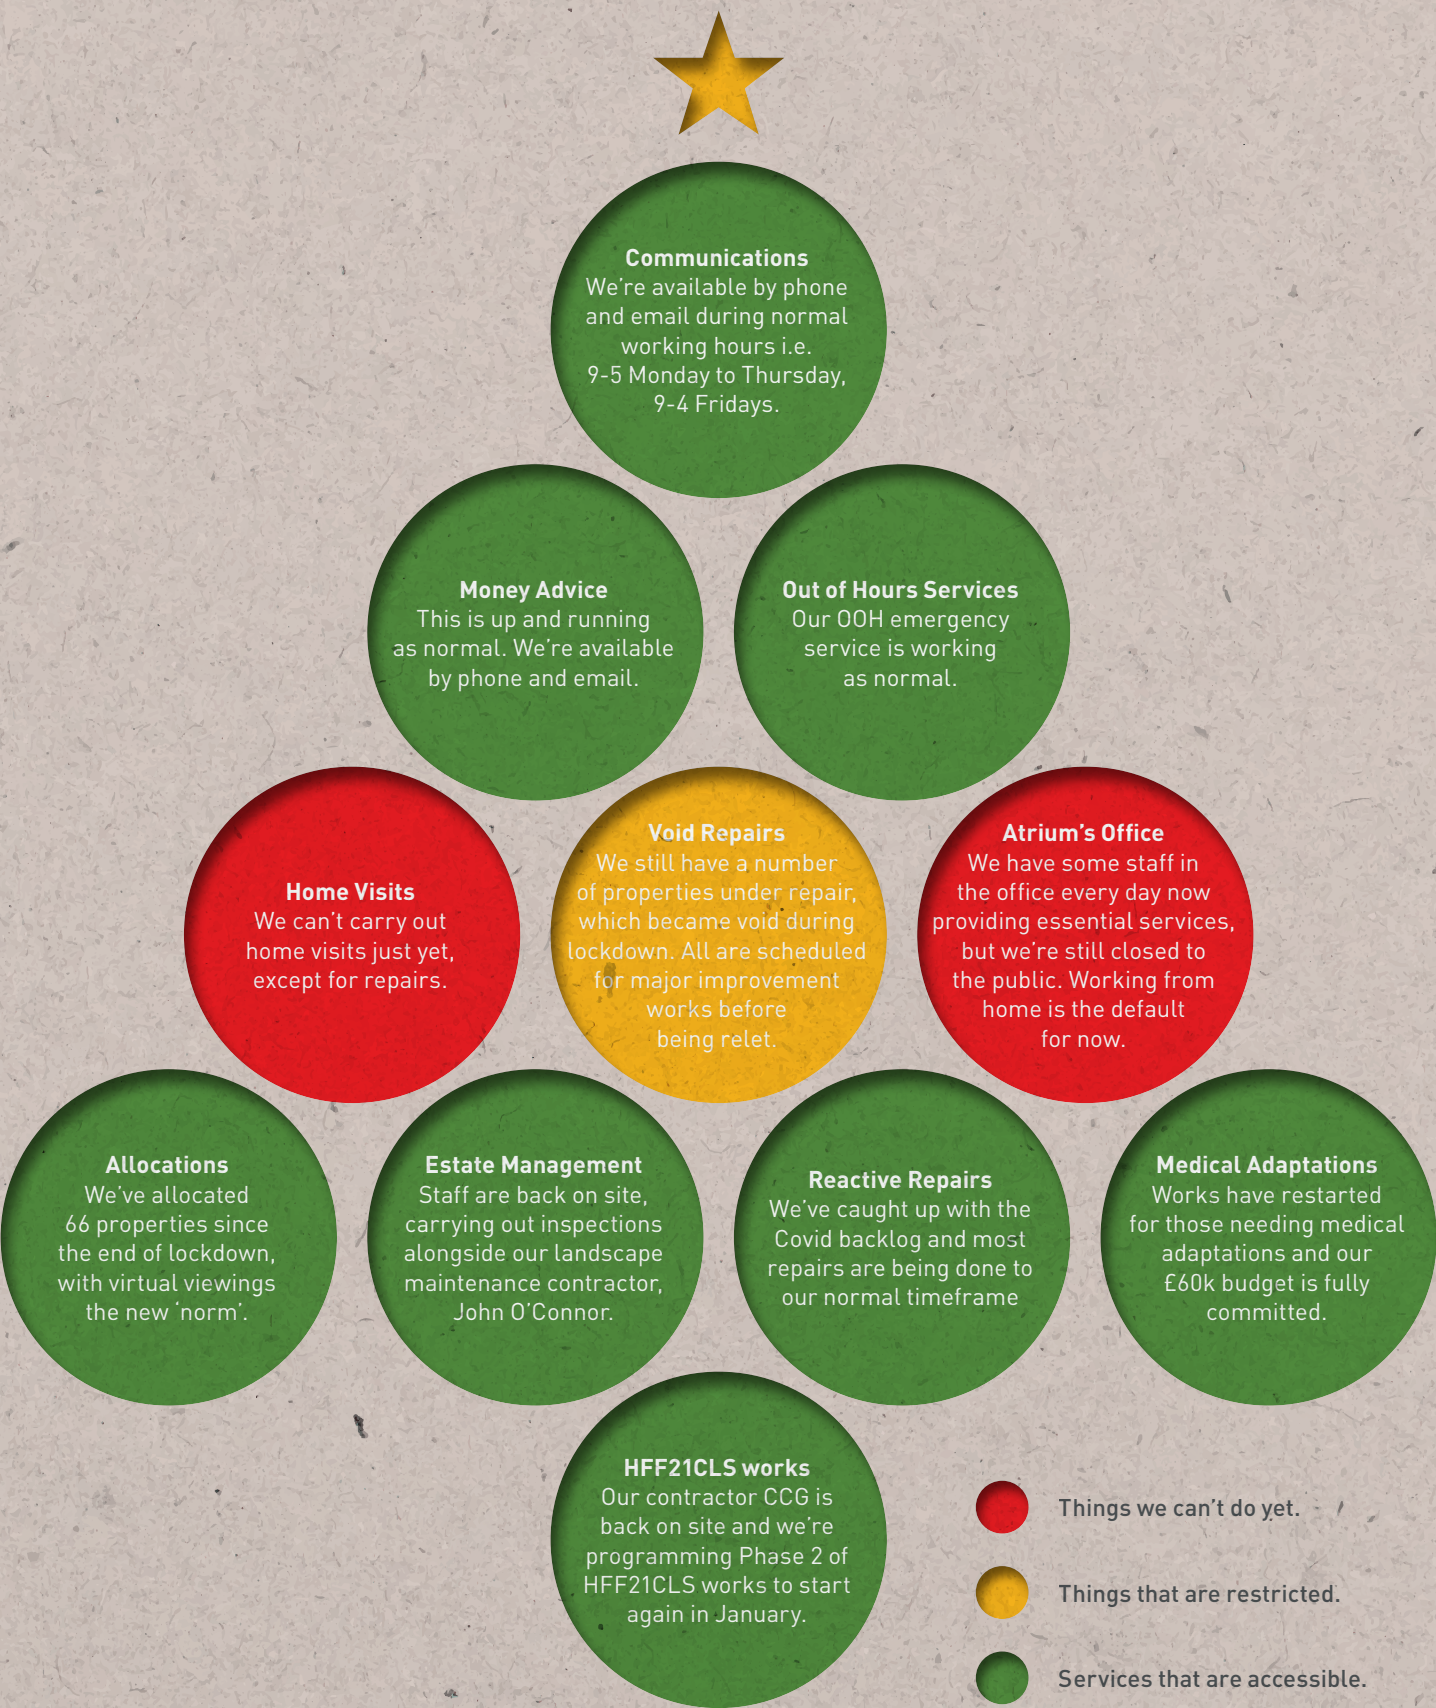 Communications
We're available by phone
and email during normal
working hours i.e.
9-5 Monday to Thursday,
9-4 Fridays.
Money Advice
This is up and running
as normal. We're available
by phone and email.
Out of Hours Services
Our OOH emergency
service is working
as normal.
Home Visits
We can't carry out
home visits just yet,
except for repairs.
Void Repairs
We still have a number
of properties under repair,
which became void during
lockdown. All are scheduled
for major improvement
works before
being relet.
Atrium's Office
We have some staff in
the office every day now
providing essential services,
but we're still closed to
the public. Working from
home is the default
for now.
Allocations
We've allocated
66 properties since
the end of lockdown,
with virtual viewings
the new 'norm'.
Estate Management
Staff are back on site,
carrying out inspections
alongside our landscape
maintenance contractor,
John O'Connor.
Reactive Repairs
We've caught up with the
Covid backlog and most
repairs are being done to
our normal timeframe
Medical Adaptations
Works have restarted
for those needing medical
adaptations and our
£60k budget is fully
committed.
HFF21CLS works
Our contractor CCG is
back on site and we're
programming Phase 2 of
HFF21CLS works to start
again in January.
Things we can't do yet.
Things that are restricted.
Services that are accessible.